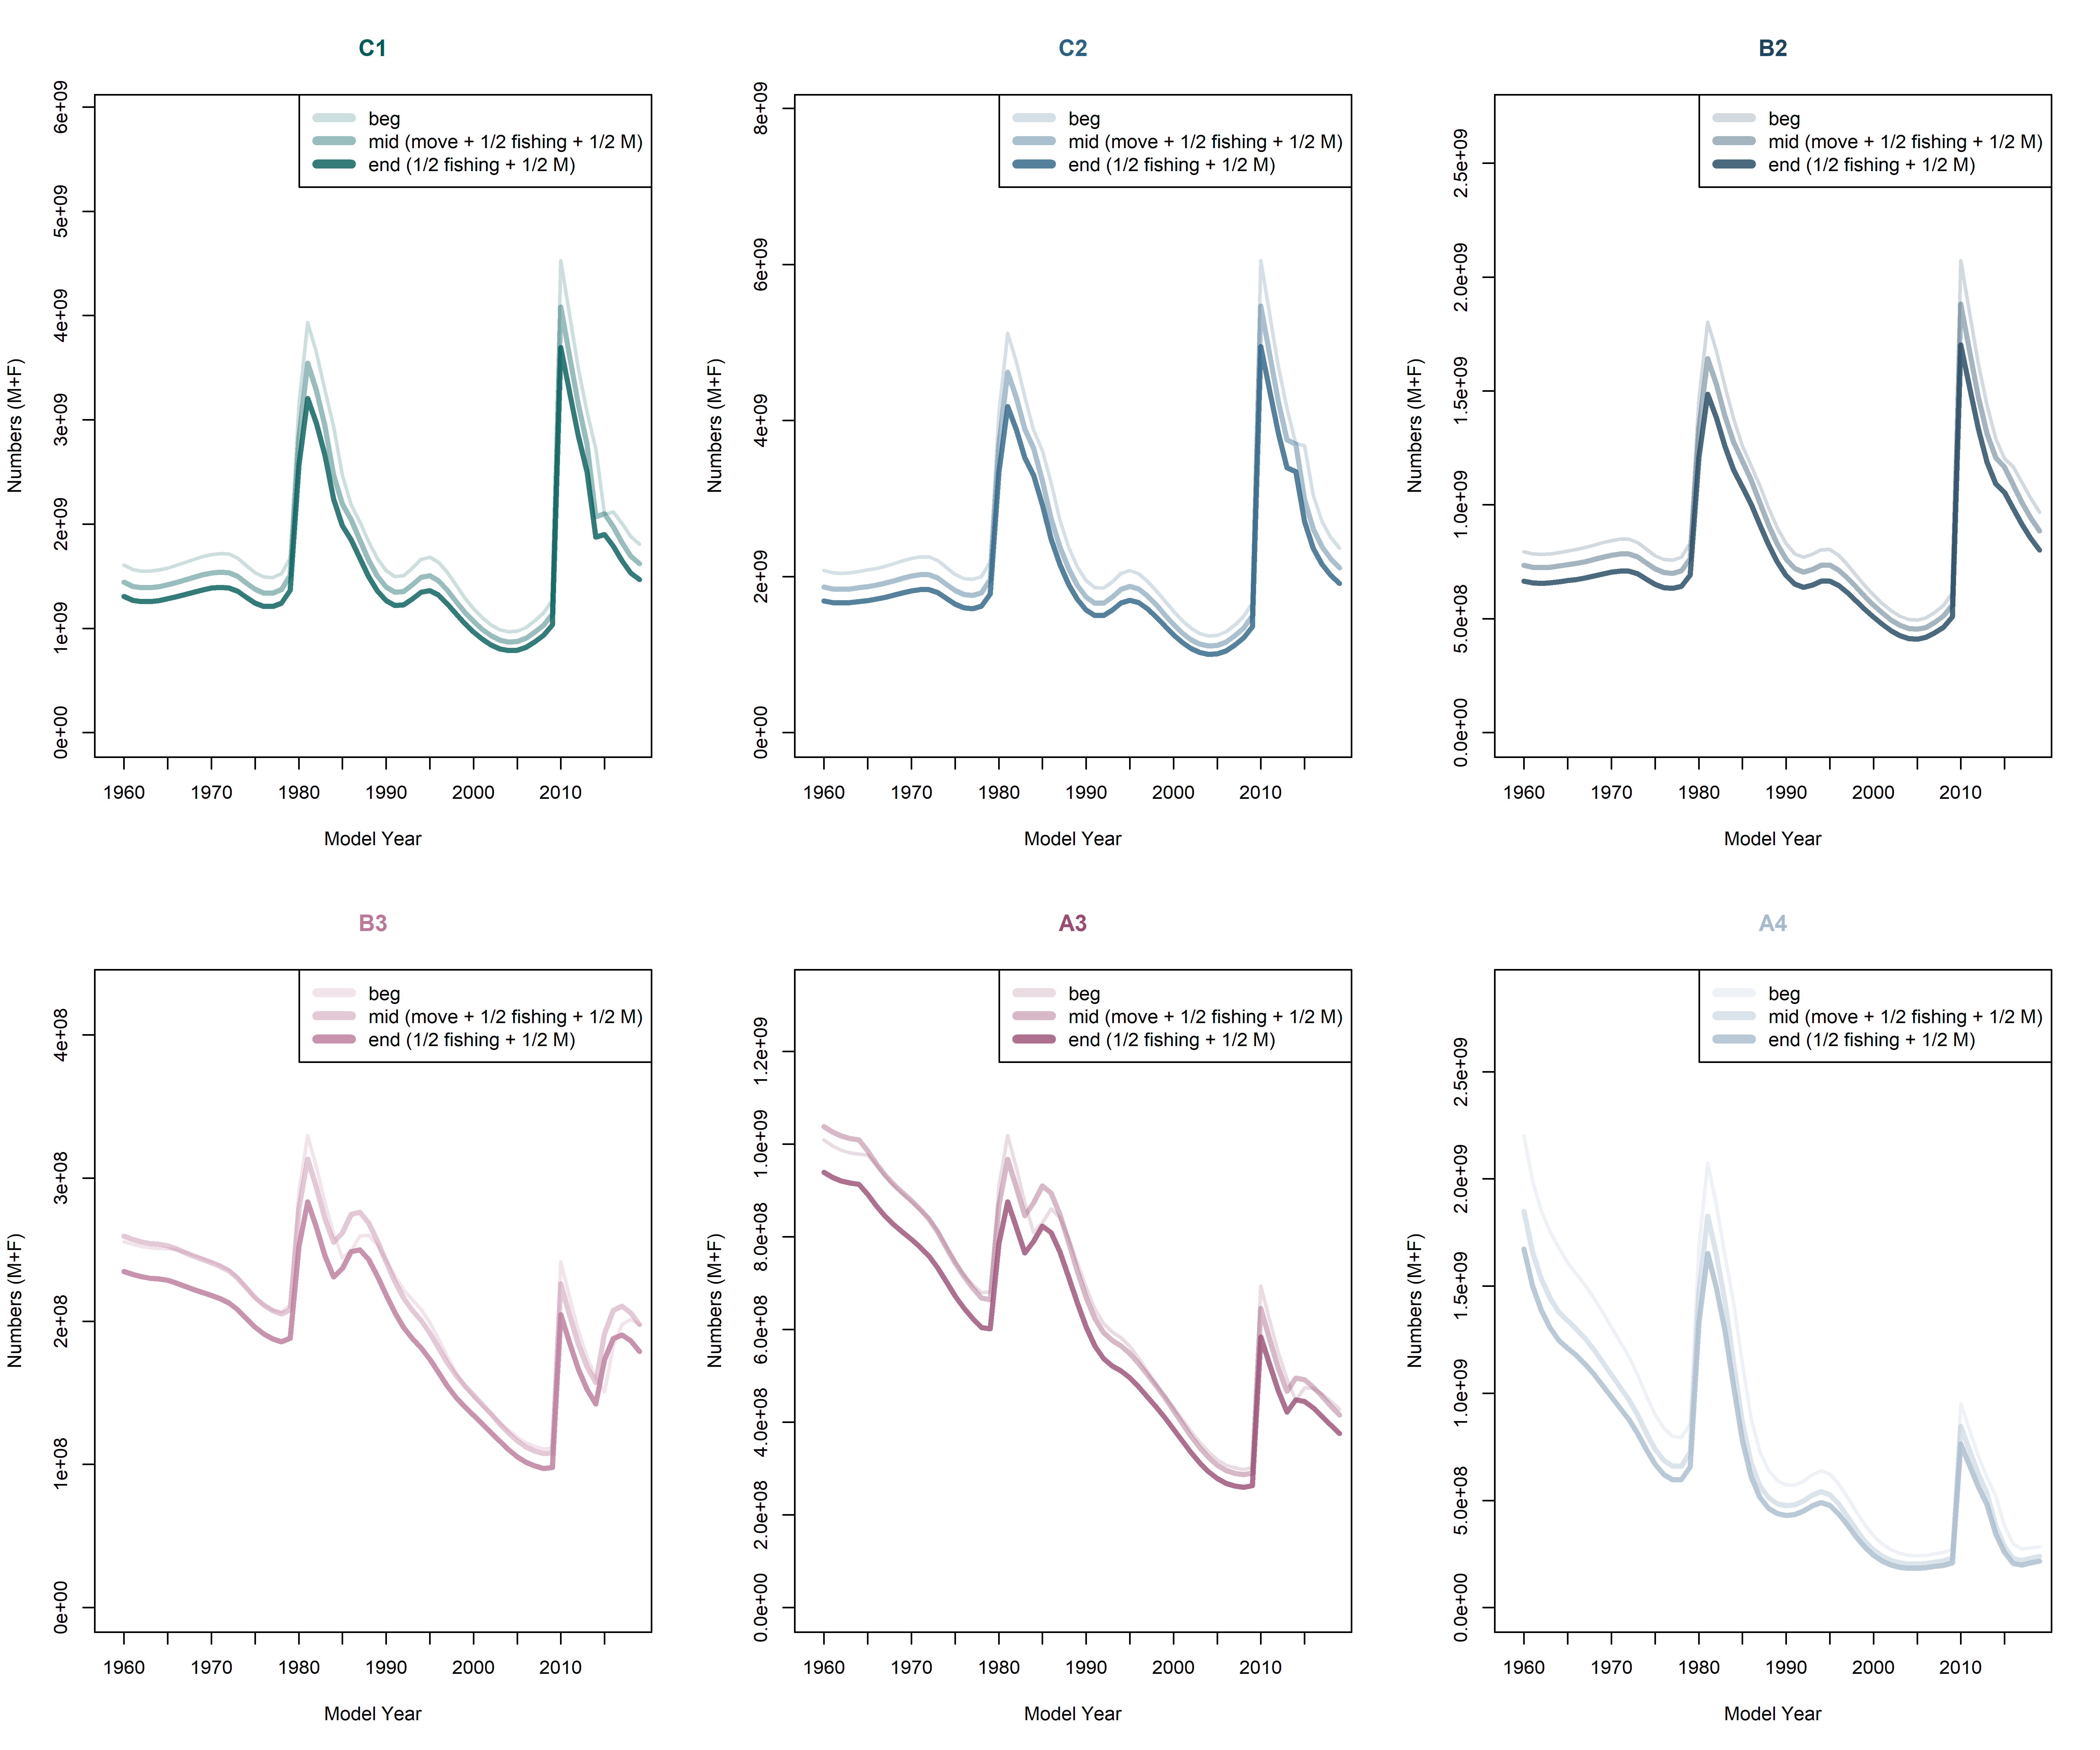 C1
beg
mid (move + 1/2 fishing + 1/2 M)
end (1/2 fishing + 1/2 M)
Numbers (M+F)
6e+09
5e+09
4e+09
3e+09
2e+09
1e+09
0e+00
1960 1970 1980 1990 2000 2010
Model Year
C2
beg
mid (move + 1/2 fishing + 1/2 M)
end (1/2 fishing + 1/2 M)
Numbers (M+F)
8e+09
6e+09
4e+09
2e+09
0e+00
1960 1970 1980 1990 2000 2010
Model Year
B2
beg
mid (move + 1/2 fishing + 1/2 M)
end (1/2 fishing + 1/2 M)
Numbers (M+F)
2.5e+09
2.0e+09
1.5e+09
1.0e+09
5.0e+08
0.0e+00
1960 1970 1980 1990 2000 2010
Model Year
B3
beg
mid (move + 1/2 fishing + 1/2 M)
end (1/2 fishing + 1/2 M)
Numbers (M+F)
4e+08
3e+08
2e+08
1e+08
0e+00
1960 1970 1980 1990 2000 2010
Model Year
A3
beg
mid (move + 1/2 fishing + 1/2 M)
end (1/2 fishing + 1/2 M)
Numbers (M+F)
1.2e+09
1.0e+09
8.0e+08
6.0e+08
4.0e+08
2.0e+08
0.0e+00
1960 1970 1980 1990 2000 2010
Model Year
A4
beg
mid (move + 1/2 fishing + 1/2 M)
end (1/2 fishing + 1/2 M)
Numbers (M+F)
2.5e+09
2.0e+09
1.5e+09
1.0e+09
5.0e+08
0.0e+00
1960 1970 1980 1990 2000 2010
Model Year